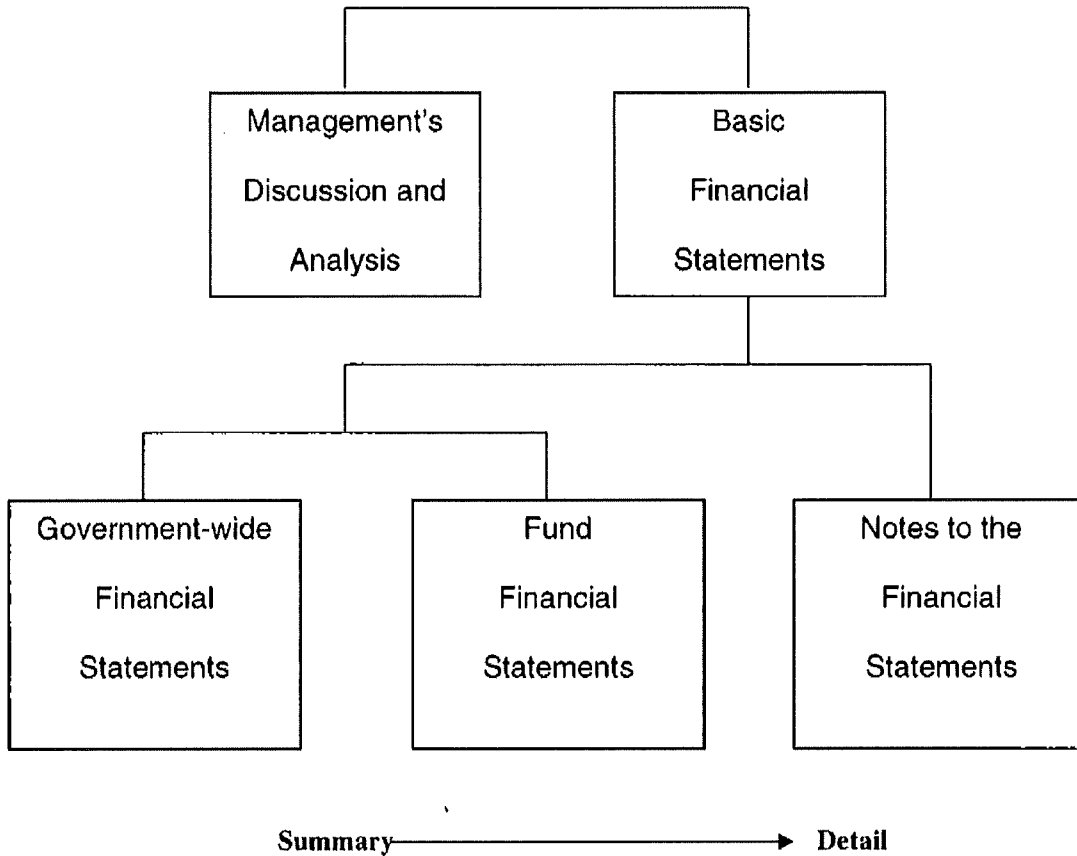 Management's
Discussion and
Analysis
Basic
Financial
Statements
Government-wide
Financial
Statements
Fund
Financial
Statements
Notes to the
Financial
Statements
Summary
Detail